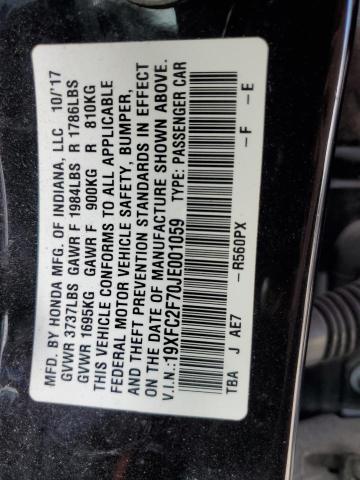 MFD. BY HONDA MFG. OF INDIANA, LLC 10/'17
GVWR 3737LBS GAWR F 1984LBS R 1786LBS
GVWR 1695KG GAWR F 900KG R 810KG
THIS VEHICLE CONFORMS TO ALL APPLICABLE
FEDERAL MOTOR VEHICLE SAFETY, BUMPER,
AND THEFT PREVENTION STANDARDS IN EFFECT
ON THE DATE OF MANUFACTURE SHOWN ABOVE.
V.I.N.:19XFC2F70JE001059 TYPE: PASSENGER CAR
TBA J AE7 -R560PX -F -E